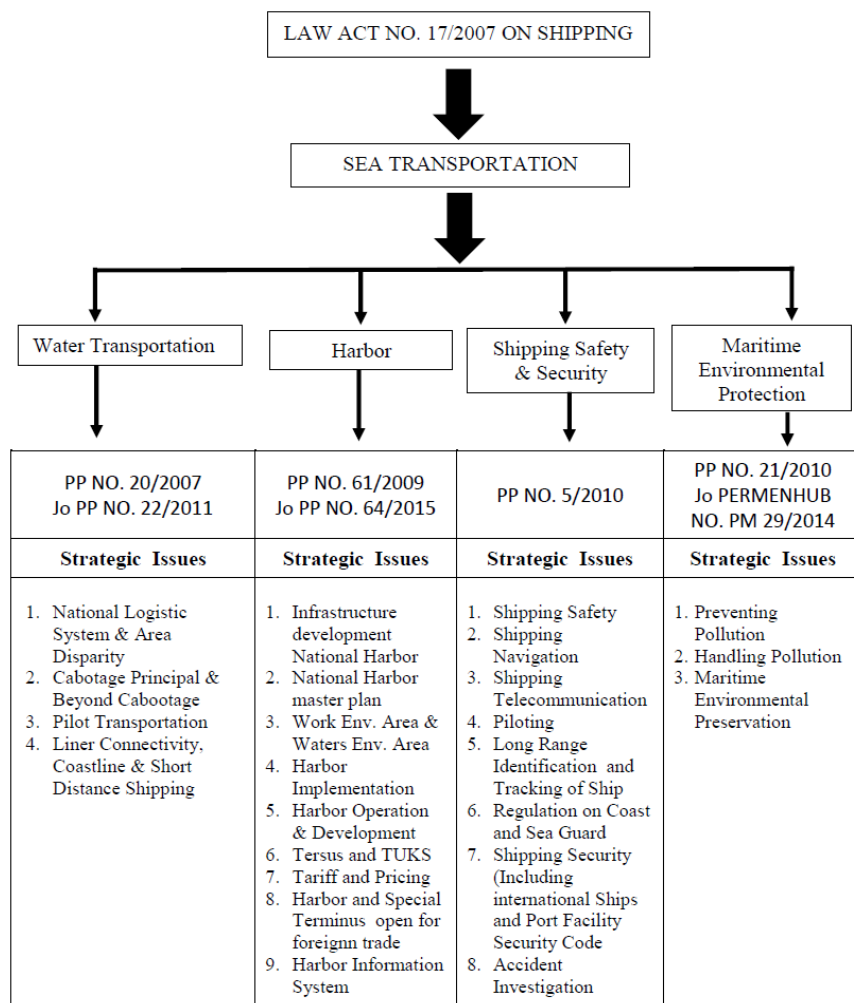 LAW ACT NO. 17/2007 ON SHIPPING
SEA TRANSPORTATION
Water Transportation
Harbor
Shipping Safety
& Security
Maritime
Environmental
Protection
PP NO. 20/2007
Jo PP NO. 22/2011
PP NO. 61/2009
Jo PP NO. 64/2015
PP NO. 5/2010
PP NO. 21/2010
Jo PERMENHUB
NO. PM 29/2014
Strategic Issues
Strategic Issues
Strategic Issues
Strategic Issues
1. National Logistic
System & Area
Disparity
2. Cabotage Principal &
Beyond Cabootage
3. Pilot Transportation
4. Liner Connectivity,
Coastline & Short
Distance Shipping
1. Infrastructure
development
National Harbor
2. National Harbor
master plan
3. Work Env. Area &
Waters Env. Area
4. Harbor
Implementation
5. Harbor Operation
& Development
6. Tersus and TUKS
7. Tariff and Pricing
8. Harbor and Special
Terminus open for
foreignn trade
9. Harbor Information
System
1. Shipping Safety
2. Shipping
Navigation
3. Shipping
Telecommunication
4. Piloting
5. Long Range
Identification and
Tracking of Ship
6. Regulation on Coast
and Sea Guard
7. Shipping Security
(Including
international Ships
and Port Facility
Security Code
8. Accident
Investigation
1. Preventing
Pollution
2. Handling Pollution
3. Maritime
Environmental
Preservation